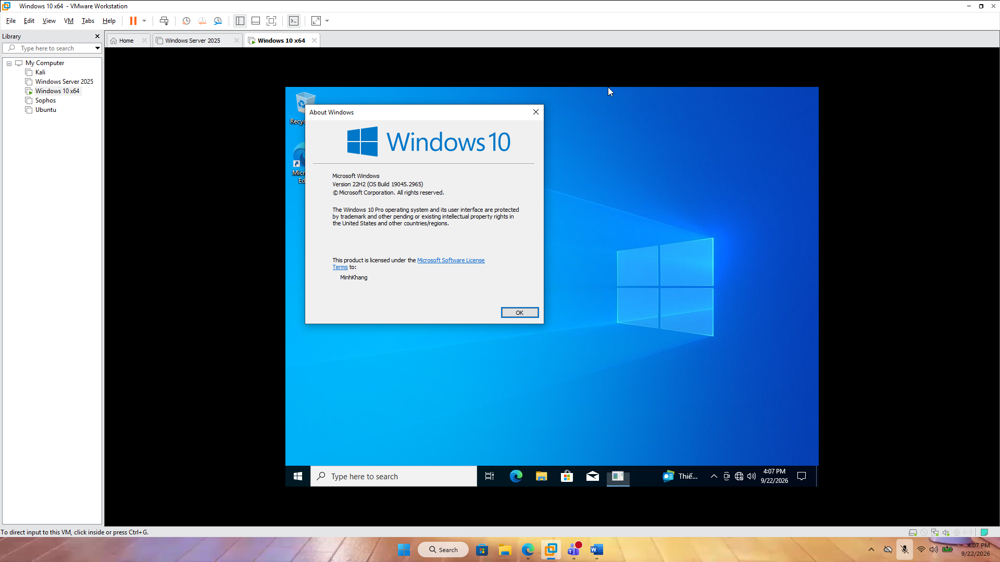 Windows 10 x64 - VMware Workstation
File Edit View VM Tabs Help
Library
Type here to search
My Computer
Kali
Windows Server 2025
Windows 10 x64
Sophos
Ubuntu
Home
Windows Server 2025
Windows 10 x64
Recyc
Micr
Ed
About Windows
Windows 10
Microsoft Windows
Version 22H2 (OS Build 19045.2965)
© Microsoft Corporation. All rights reserved.
The Windows 10 Pro operating system and its user interface are protected
by trademark and other pending or existing intellectual property rights in
the United States and other countries/regions.
This product is licensed under the Microsoft Software License
Terms to:
MinhKhang
OK
Type here to search
Thiế...
4:07 PM
9/22/2026
To direct input to this VM, click inside or press Ctrl+G.
Search
4:07 PM
9/22/2026